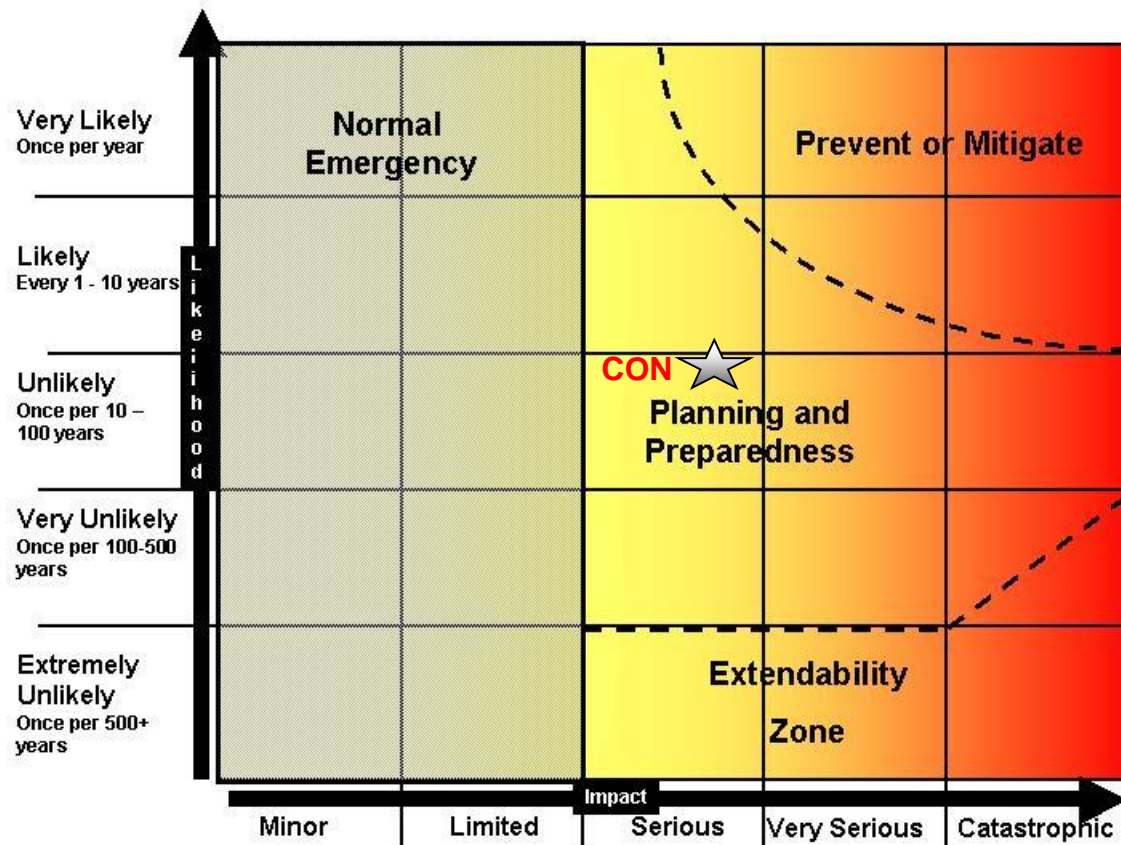 Very Likely
Once per year
Normal
Emergency
Prevent or Mitigate
Likely
Every 1 - 10 years
Likeliihood
CON
Unlikely
Once per 10 –
100 years
Planning and
Preparedness
Very Unlikely
Once per 100-500
years
Extremely
Unlikely
Once per 500+
years
Extendability
Zone
Impact
Minor
Limited
Serious
Very Serious
Catastrophic